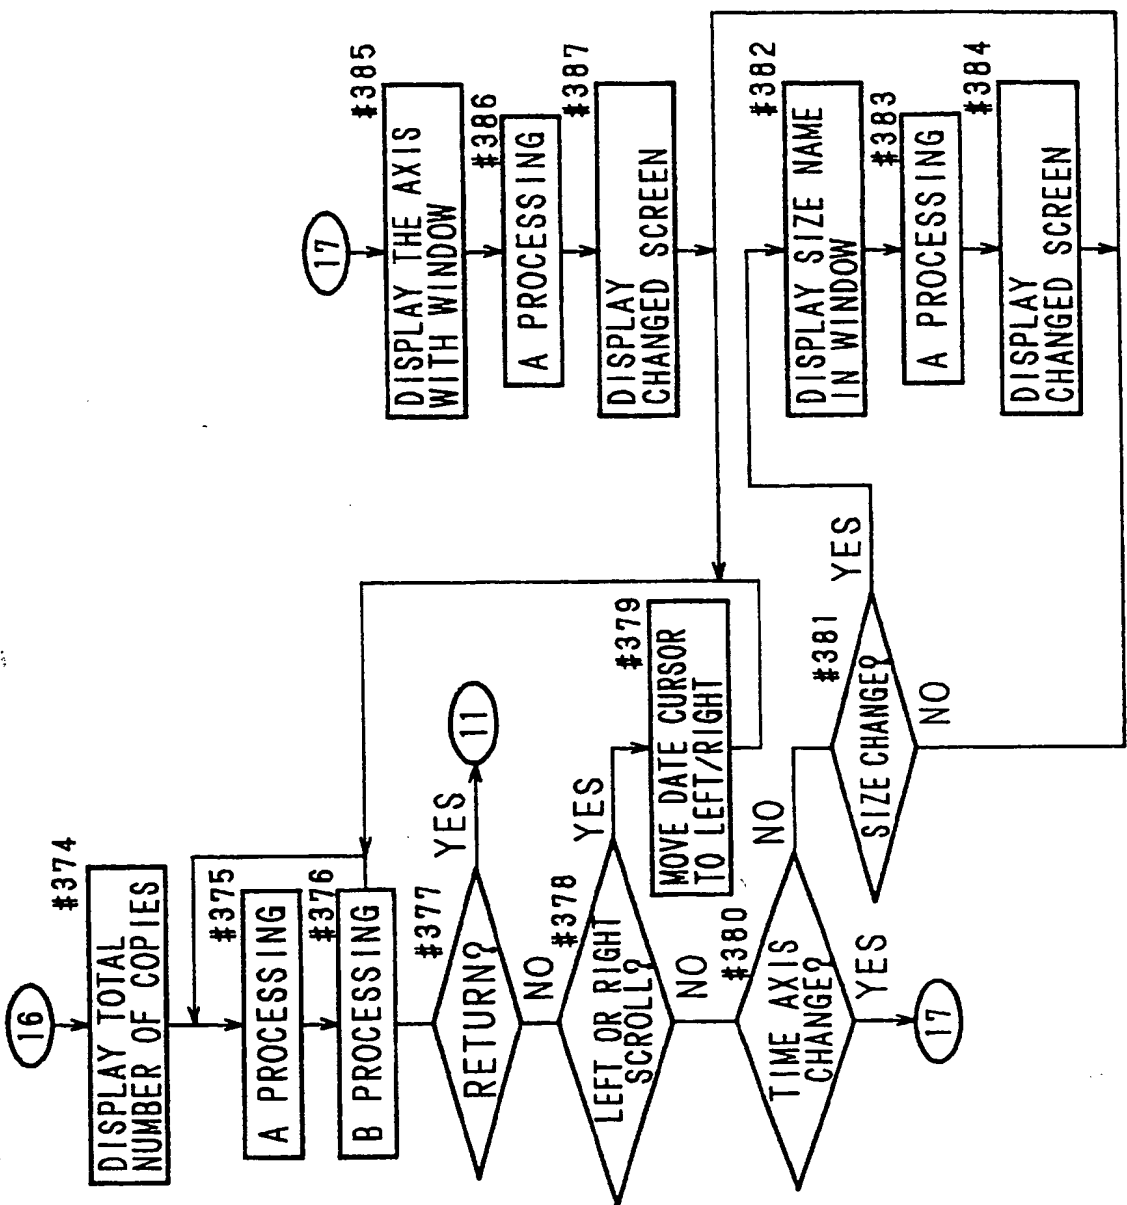 16
#374
DISPLAY TOTAL
NUMBER OF COPIES
#375
A PROCESSING
#376
B PROCESSING
#377
RETURN?
YES
11
NO
#378
LEFT OR RIGHT
SCROLL?
YES
#379
MOVE DATE CURSOR
TO LEFT/RIGHT
NO
#380
TIME AXIS
CHANGE?
NO
YES
17
#381
SIZE CHANGE?
YES
NO
#382
DISPLAY SIZE NAME
IN WINDOW
#383
A PROCESSING
#384
DISPLAY
CHANGED SCREEN
17
#385
DISPLAY THE AXIS
WITH WINDOW
#386
A PROCESSING
#387
DISPLAY
CHANGED SCREEN